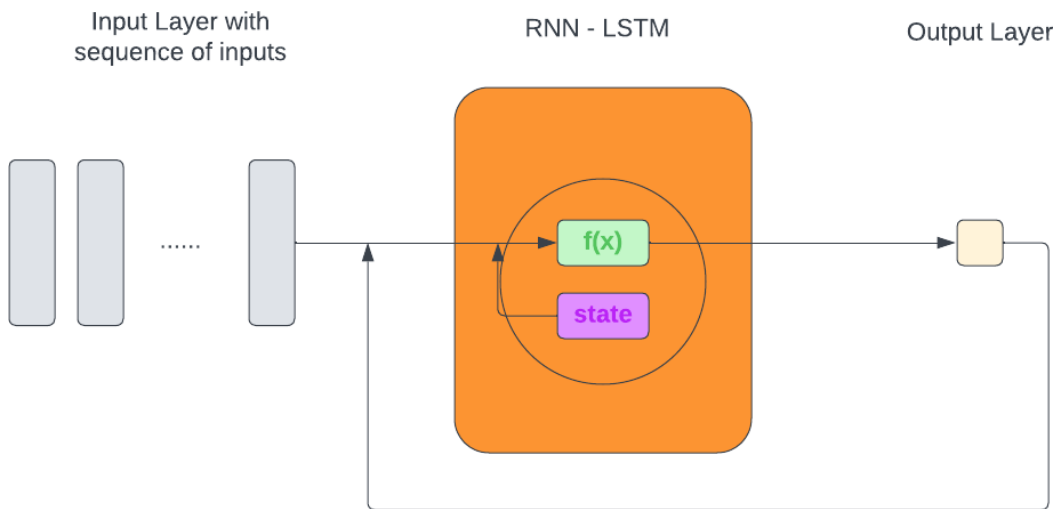 Input Layer with
sequence of inputs
RNN - LSTM
Output Layer
......
f(x)
state